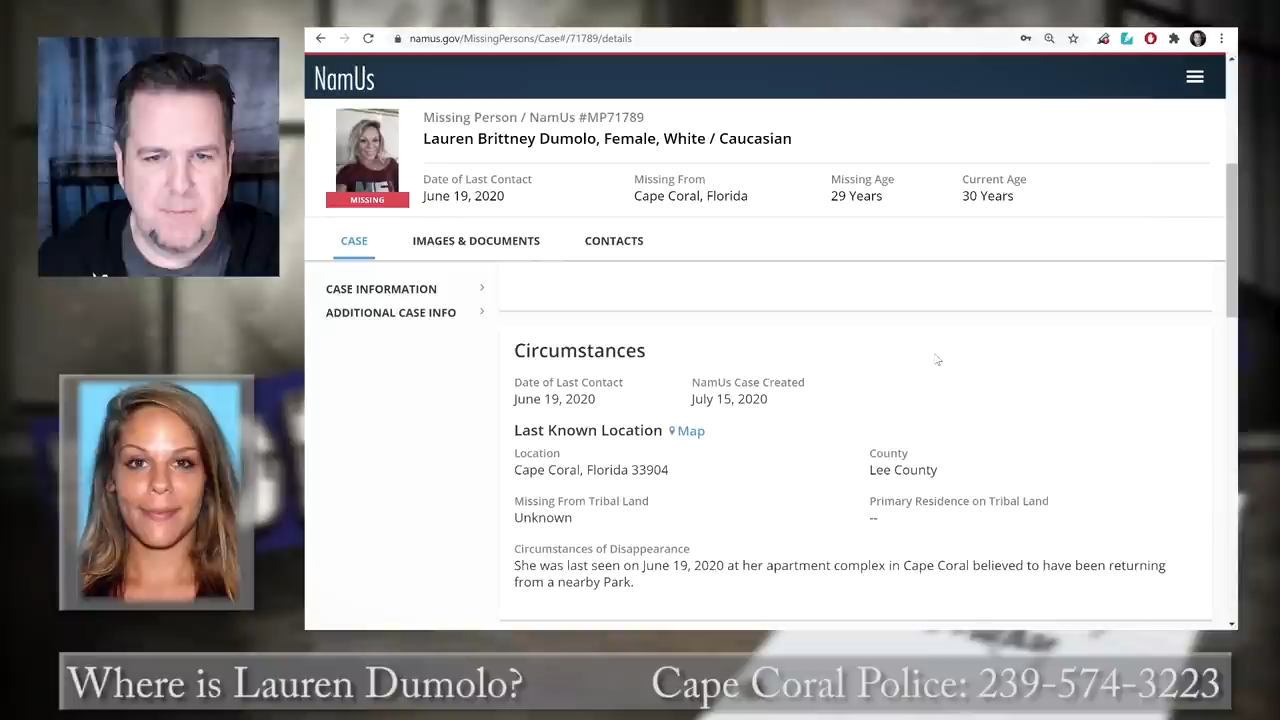 namus.gov/MissingPersons/Case#/71789/details
NamUs
Missing Person / NamUs #MP71789
Lauren Brittney Dumolo, Female, White / Caucasian
MISSING
Date of Last Contact
June 19, 2020
Missing From
Cape Coral, Florida
Missing Age
29 Years
Current Age
30 Years
CASE
IMAGES & DOCUMENTS
CONTACTS
CASE INFORMATION
ADDITIONAL CASE INFO
Circumstances
Date of Last Contact
June 19, 2020
NamUs Case Created
July 15, 2020
Last Known Location Map
Location
Cape Coral, Florida 33904
County
Lee County
Missing From Tribal Land
Unknown
Primary Residence on Tribal Land
--
Circumstances of Disappearance
She was last seen on June 19, 2020 at her apartment complex in Cape Coral believed to have been returning
from a nearby Park.
Where is Lauren Dumolo?
Cape Coral Police: 239-574-3223